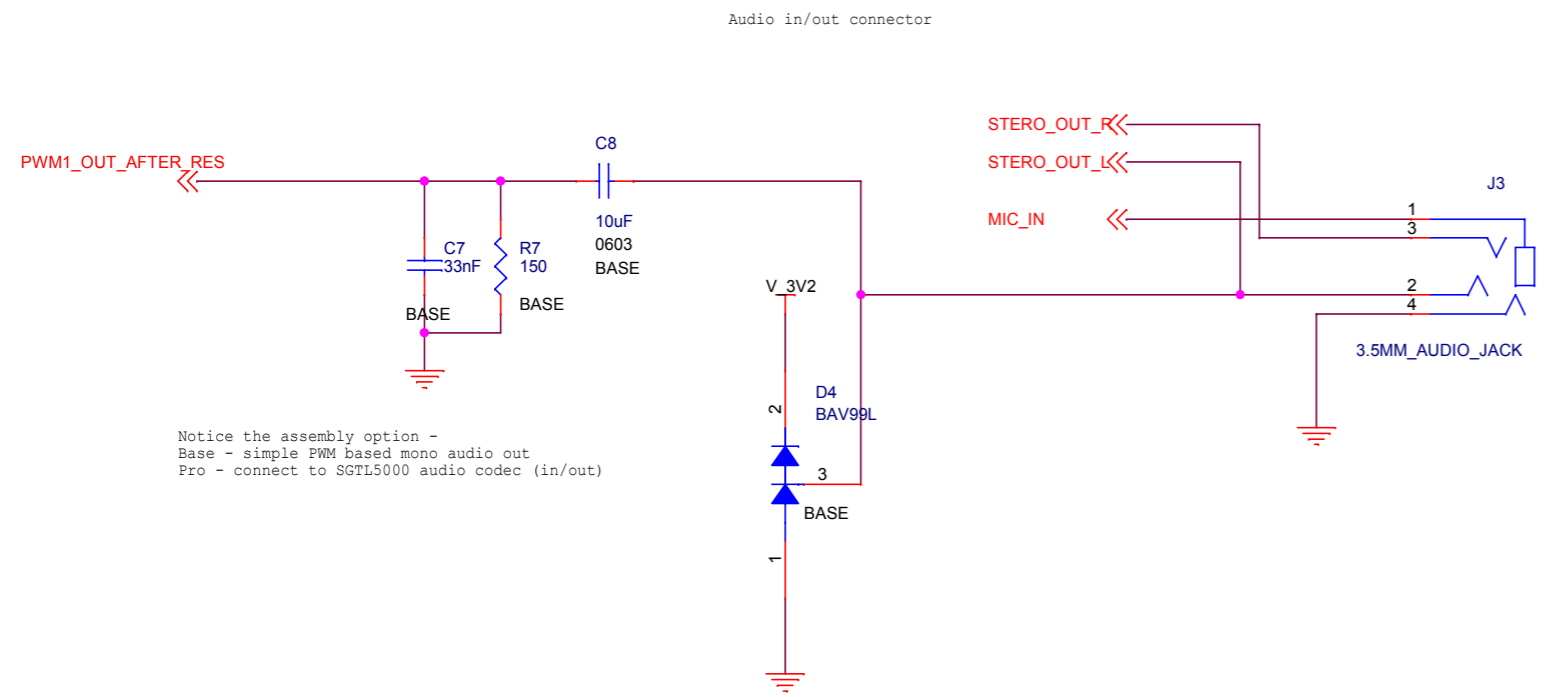 Audio in/out connector
STERO_OUT_R
STERO_OUT_L
MIC_IN
PWM1_OUT_AFTER_RES
C8
10uF
0603
BASE
C7
33nF
BASE
R7
150
BASE
J3
1
3
2
4
3.5MM_AUDIO_JACK
V_3V2
D4
BAV99L
2
3
BASE
1
Notice the assembly option -
Base - simple PWM based mono audio out
Pro - connect to SGTL5000 audio codec (in/out)